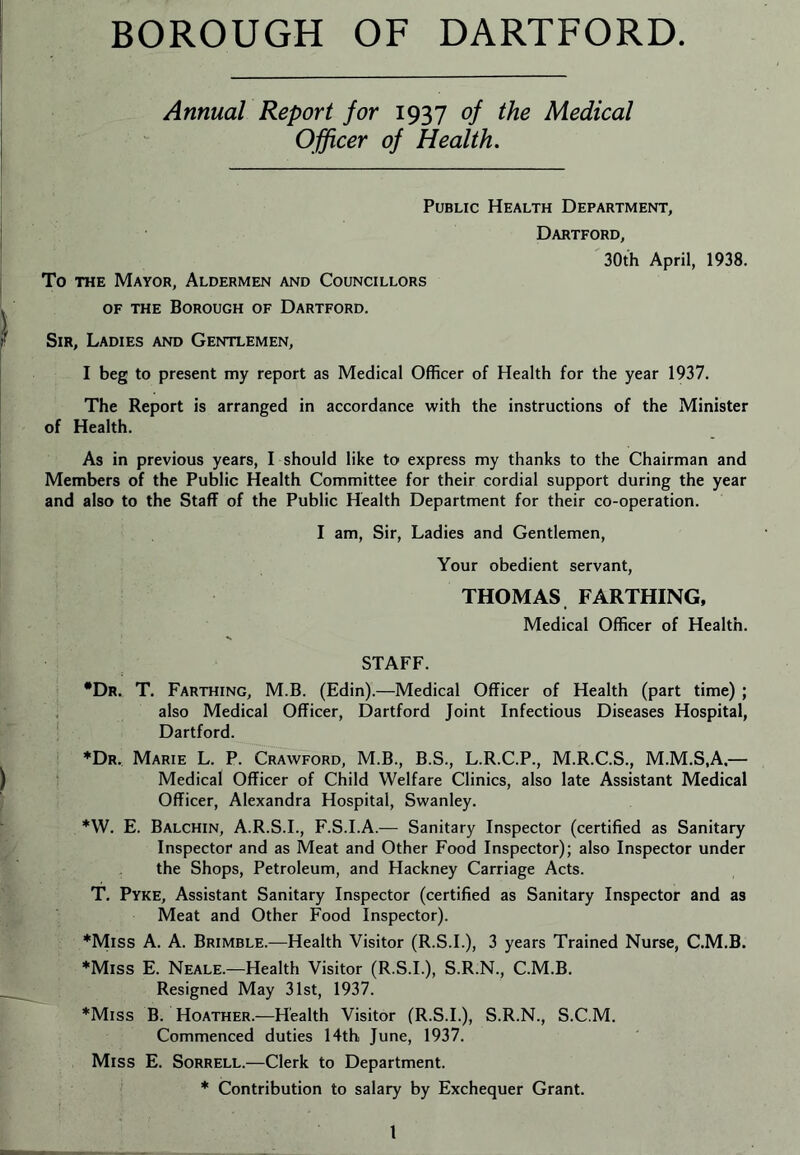 BOROUGH OF DARTFORD.
Annual Report for 1937 of the Medical
Officer of Health.
PUBLIC HEALTH DEPARTMENT,
DARTFORD,
30th April, 1938.
TO THE MAYOR, ALDERMEN AND COUNCILLORS
OF THE BOROUGH OF DARTFORD.
SIR, LADIES AND GENTLEMEN,
I beg to present my report as Medical Officer of Health for the year 1937.
The Report is arranged in accordance with the instructions of the Minister
of Health.
As in previous years, I should like to express my thanks to the Chairman and
Members of the Public Health Committee for their cordial support during the year
and also to the Staff of the Public Health Department for their co-operation.
I am, Sir, Ladies and Gentlemen,
Your obedient servant,
THOMAS FARTHING,
Medical Officer of Health.
STAFF.
*DR. T. FARTHING, M.B. (Edin).—Medical Officer of Health (part time) ;
also Medical Officer, Dartford Joint Infectious Diseases Hospital,
Dartford.
*DR. MARIE L. P. CRAWFORD, M.B., B.S., L.R.C.P., M.R.C.S., M.M.S,A.—
Medical Officer of Child Welfare Clinics, also late Assistant Medical
Officer, Alexandra Hospital, Swanley.
*W. E. BALCHIN, A.R.S.I., F.S.I.A.— Sanitary Inspector (certified as Sanitary
Inspector and as Meat and Other Food Inspector); also Inspector under
the Shops, Petroleum, and Hackney Carriage Acts.
T. PYKE, Assistant Sanitary Inspector (certified as Sanitary Inspector and as
Meat and Other Food Inspector).
*MISS A. A. BRIMBLE.—Health Visitor (R.S.I.), 3 years Trained Nurse, C.M.B.
*MISS E. NEALE.—Health Visitor (R.S.I.), S.R.N., C.M.B.
Resigned May 31st, 1937.
*MISS B. HOATHER.—Health Visitor (R.S.I.), S.R.N., S.C.M.
Commenced duties 14th June, 1937.
MISS E. SORRELL.—Clerk to Department.
* Contribution to salary by Exchequer Grant.
1